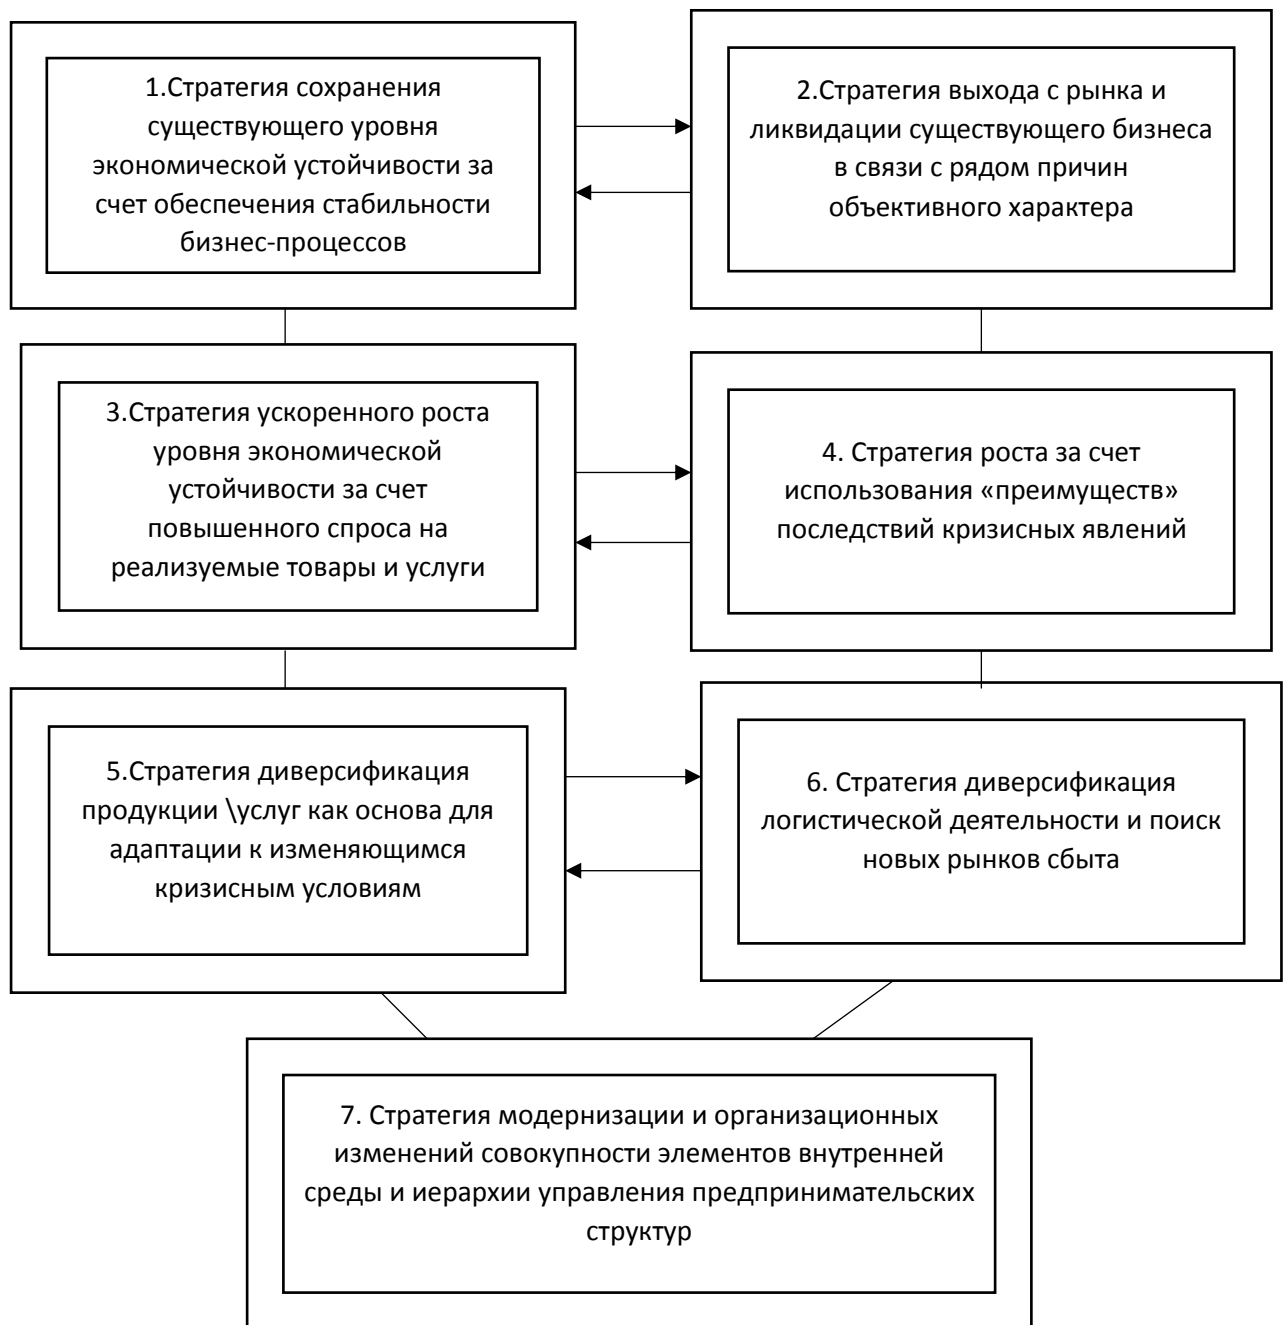 1.Стратегия сохранения
существующего уровня
экономической устойчивости за
счет обеспечения стабильности
бизнес-процессов
2.Стратегия выхода с рынка и
ликвидации существующего бизнеса
в связи с рядом причин
объективного характера
3.Стратегия ускоренного роста
уровня экономической
устойчивости за счет
повышенного спроса на
реализуемые товары и услуги
4. Стратегия роста за счет
использования «преимуществ»
последствий кризисных явлений
5.Стратегия диверсификация
продукции \услуг как основа для
адаптации к изменяющимся
кризисным условиям
6. Стратегия диверсификация
логистической деятельности и поиск
новых рынков сбыта
7. Стратегия модернизации и организационных
изменений совокупности элементов внутренней
среды и иерархии управления предпринимательских
структур